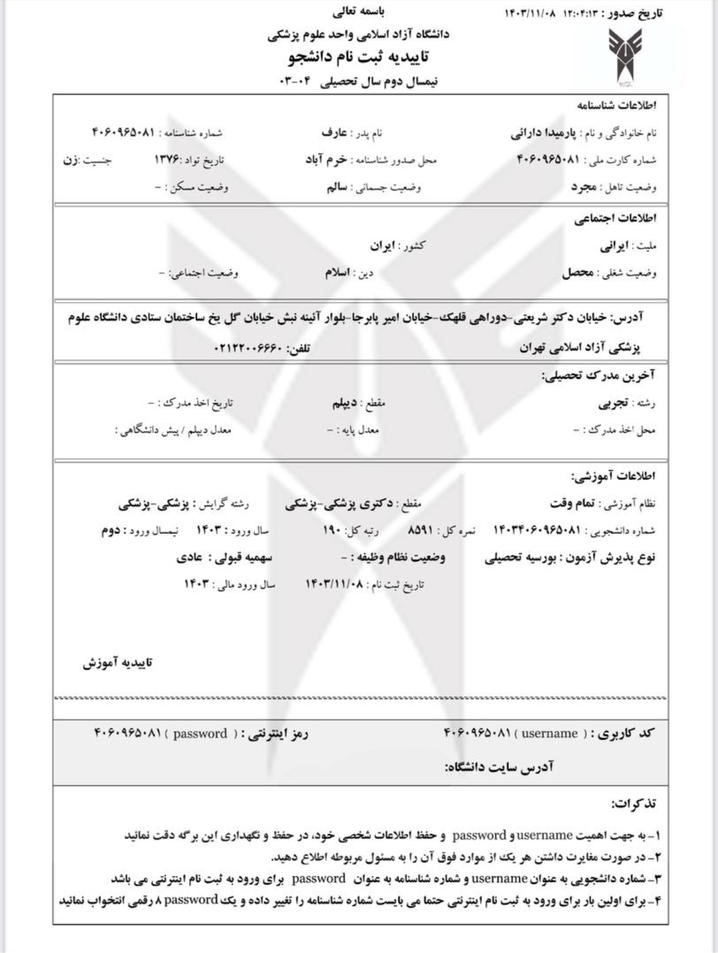 تاریخ صدور : ۱۲:۰۴:۱۳ ۱۴۰۳/۱۱/۰۸
باسمه تعالی
دانشگاه آزاد اسلامی واحد علوم پزشکی
تاییدیه ثبت نام دانشجو
نیمسال دوم سال تحصیلی ۰۳-۰۴
اطلاعات شناسنامه
نام خانوادگی و نام : پارمیدا دارائی نام پدر : عارف شماره شناسنامه : ۴۰۶۰۹۶۵۰۸۱
شماره کارت ملی : ۴۰۶۰۹۶۵۰۸۱ محل صدور شناسنامه : خرم آباد تاریخ تواد :۱۳۷۶ جنسیت :زن
وضعیت تاهل : مجرد وضعیت جسمانی : سالم وضعیت مسکن : -
اطلاعات اجتماعی
ملیت : ایرانی کشور : ایران
وضعیت شغلی : محصل دین : اسلام وضعیت اجتماعی: -
آدرس: خیابان دکتر شریعتی-دوراهی قلهک-خیابان امیر پابرجا-بلوار آئینه نبش خیابان گل یخ ساختمان ستادی دانشگاه علوم
پزشکی آزاد اسلامی تهران تلفن: ۰۲۱۲۲۰۰۶۶۶۰
آخرین مدرک تحصیلی:
رشته : تجربی مقطع : دیپلم تاریخ اخذ مدرک : -
محل اخذ مدرک : - معدل پایه : - معدل دیپلم / پیش دانشگاهی :
اطلاعات آموزشی:
نظام آموزشی : تمام وقت مقطع : دکتری پزشکی-پزشکی رشته گرایش : پزشکی-پزشکی
شماره دانشجویی : ۱۴۰۳۴۰۶۰۹۶۵۰۸۱ نمره کل : ۸۵۹۱ رتبه کل: ۱۹۰ سال ورود : ۱۴۰۳ نیمسال ورود : دوم
نوع پذیرش آزمون : بورسیه تحصیلی وضعیت نظام وظیفه : - سهمیه قبولی : عادی
تاریخ ثبت نام : ۱۴۰۳/۱۱/۰۸ سال ورود مالی : ۱۴۰۳
تاییدیه آموزش
کد کاربری : ( username ) ۴۰۶۰۹۶۵۰۸۱ رمز اینترنتی : ( password ) ۴۰۶۰۹۶۵۰۸۱
آدرس سایت دانشگاه:
تذکرات:
۱- به جهت اهمیت username و password و حفظ اطلاعات شخصی خود، در حفظ و نگهداری این برگه دقت نمائید
۲- در صورت مغایرت داشتن هر یک از موارد فوق آن را به مسئول مربوطه اطلاع دهید.
۳- شماره دانشجویی به عنوان username و شماره شناسنامه به عنوان password برای ورود به ثبت نام اینترنتی می باشد
۴- برای اولین بار برای ورود به ثبت نام اینترنتی حتما می بایست شماره شناسنامه را تغییر داده و یک password ۸ رقمی انتخواب نمائید